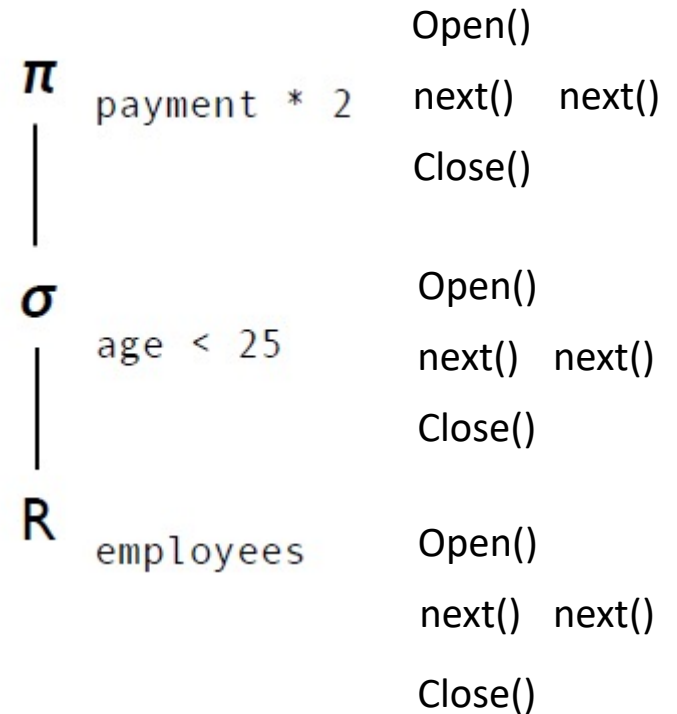 Open()
π payment * 2 next() next()
Close()
Open()
σ age < 25 next() next()
Close()
R employees Open()
next() next()
Close()